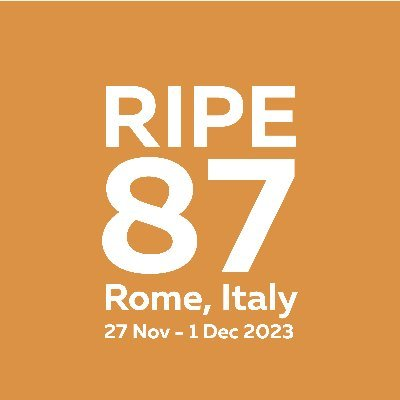 RIPE
87
Rome, Italy
27 Nov - 1 Dec 2023